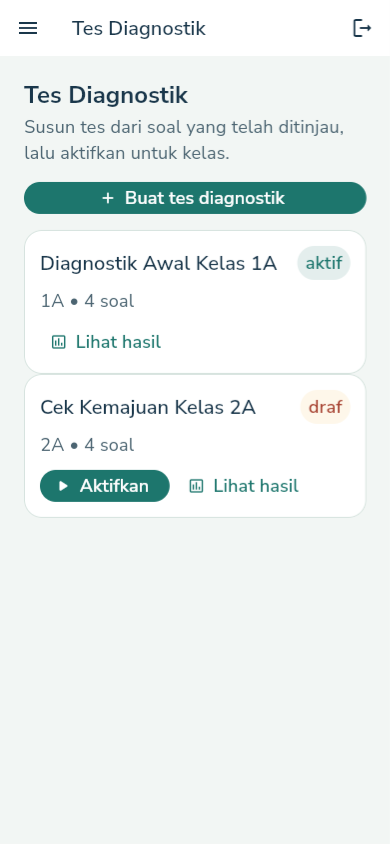 Tes Diagnostik
Tes Diagnostik
Susun tes dari soal yang telah ditinjau,
lalu aktifkan untuk kelas.
+ Buat tes diagnostik
Diagnostik Awal Kelas 1A aktif
1A • 4 soal
Lihat hasil
Cek Kemajuan Kelas 2A draf
2A • 4 soal
Aktifkan Lihat hasil